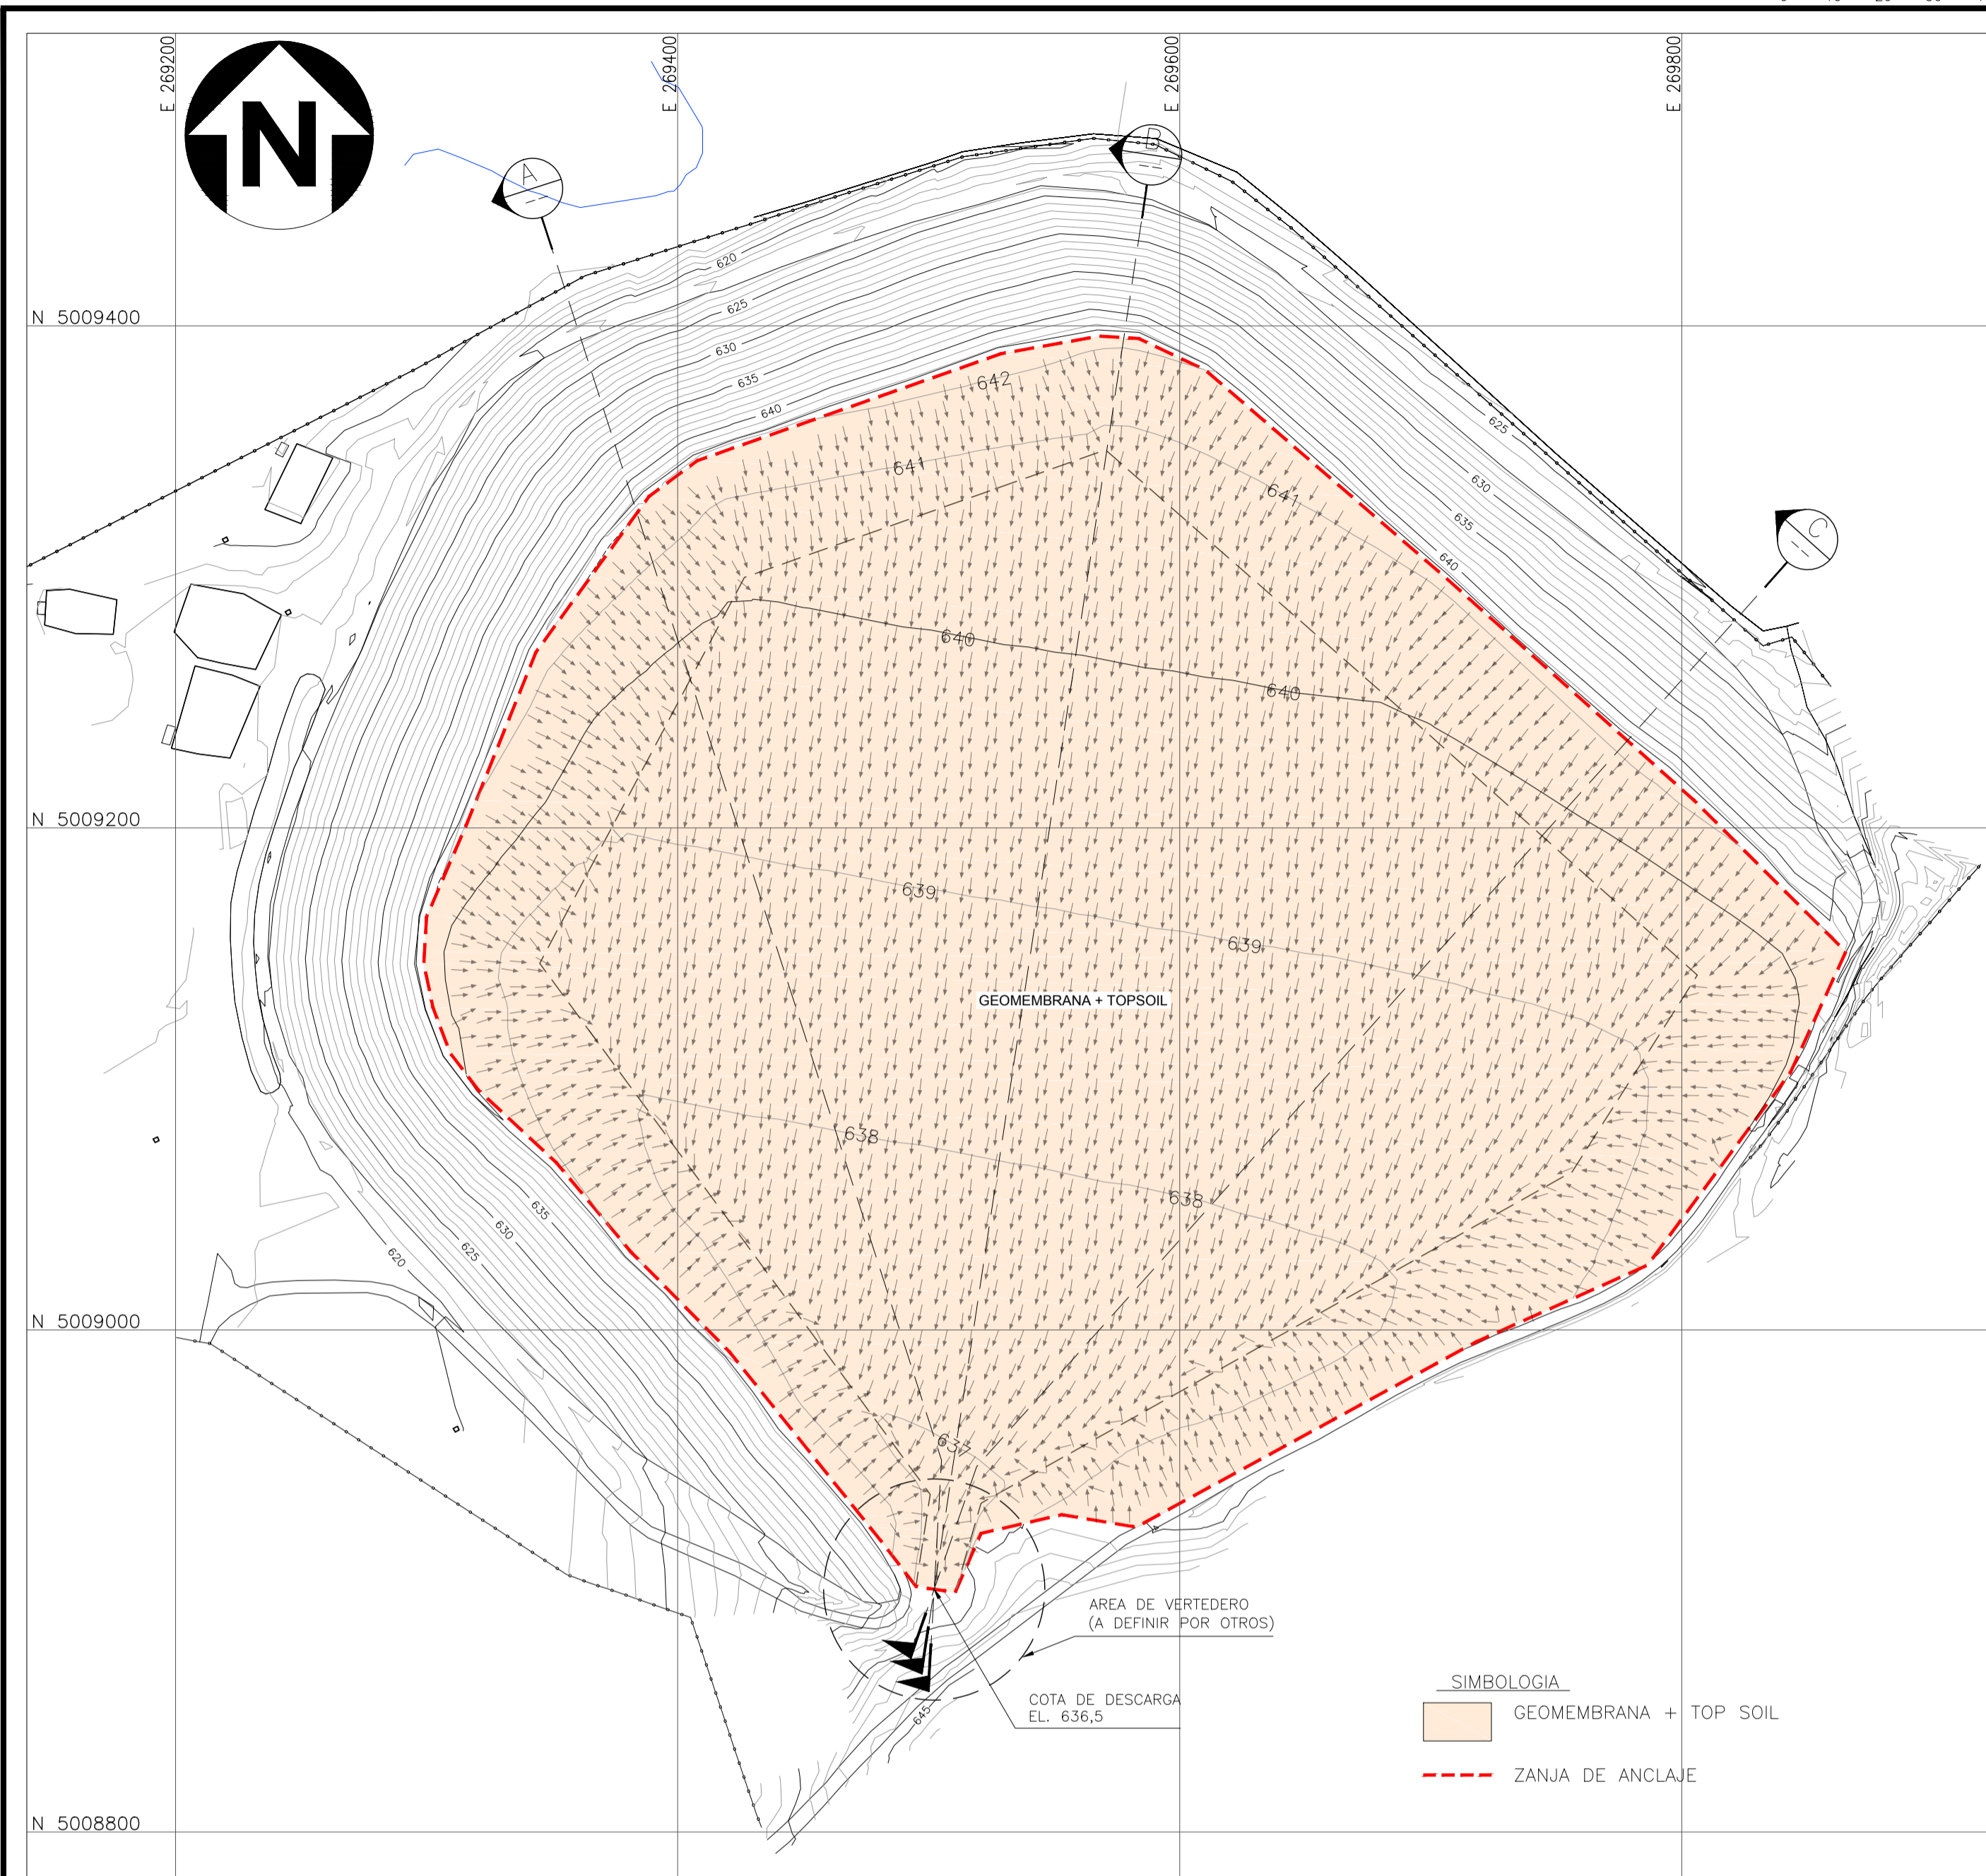 E 269200
E 269400
E 269600
E 269800
N
A
B
C
N 5009400
N 5009200
N 5009000
N 5008800
620
625
630
635
640
642
641
641
625
630
635
640
640
640
639
639
GEOMEMBRANA + TOPSOIL
638
638
637
635
630
625
620
645
AREA DE VERTEDERO
(A DEFINIR POR OTROS)
COTA DE DESCARGA
EL. 636,5
SIMBOLOGIA
GEOMEMBRANA + TOP SOIL
ZANJA DE ANCLAJE